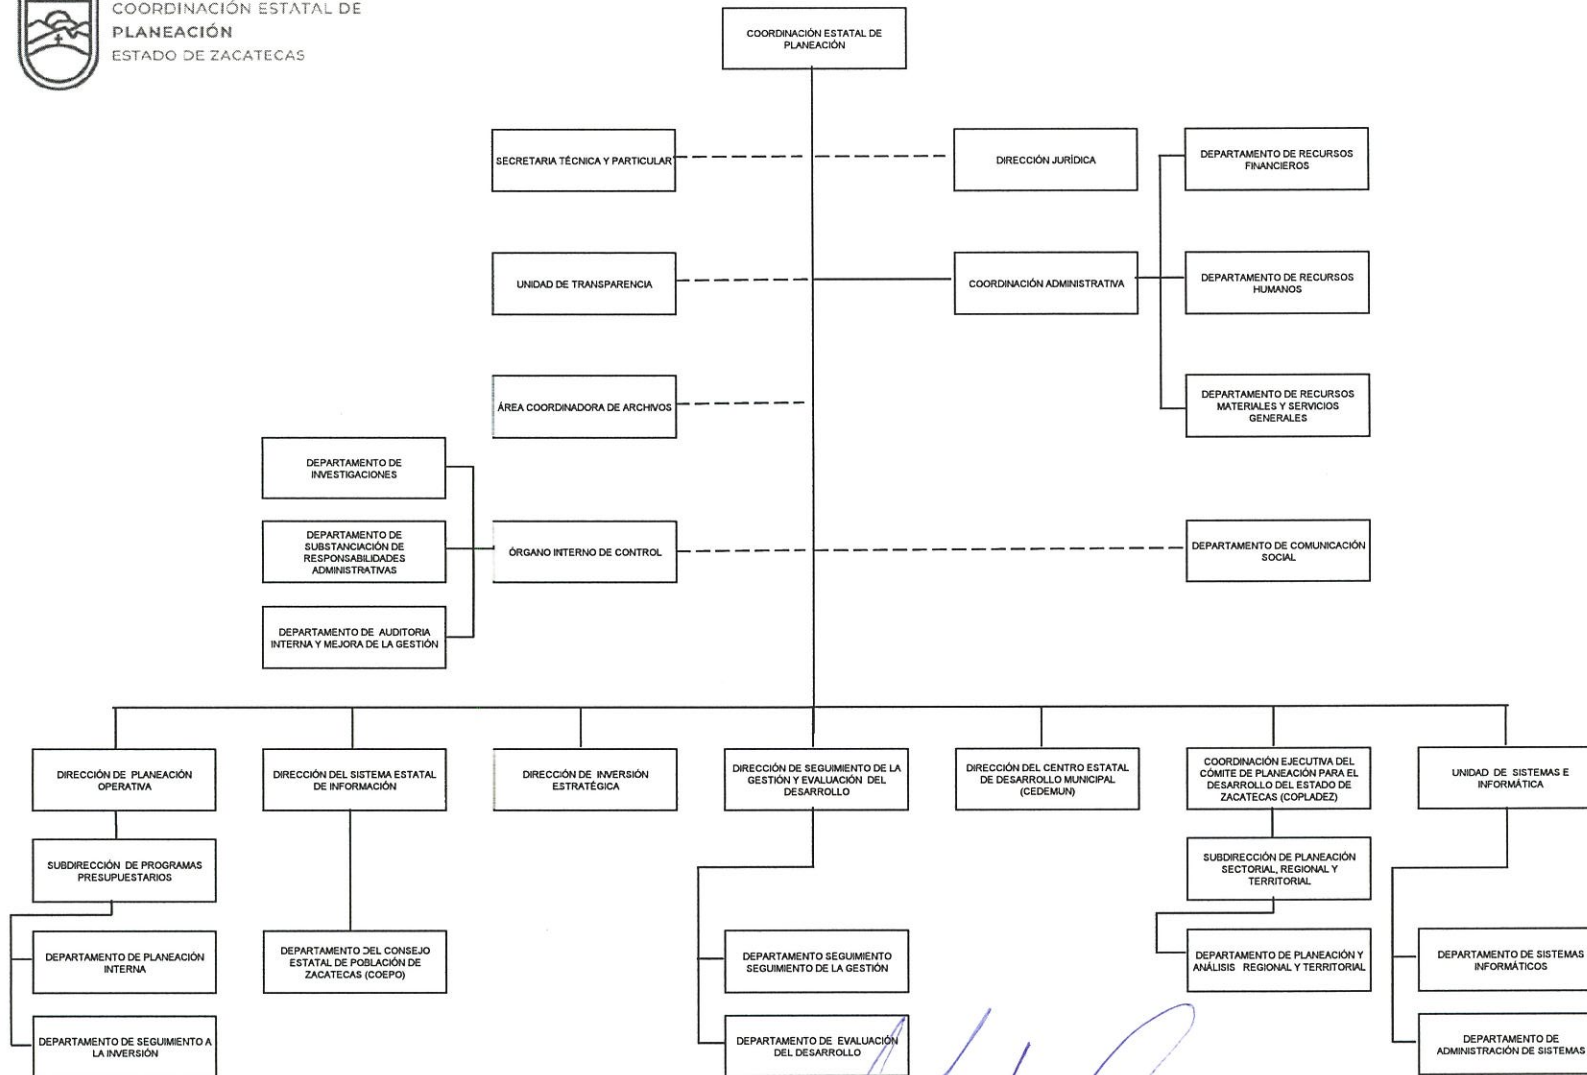 COORDINACIÓN ESTATAL DE
PLANEACIÓN
ESTADO DE ZACATECAS
COORDINACIÓN ESTATAL DE
PLANEACIÓN
SECRETARIA TÉCNICA Y PARTICULAR
DIRECCIÓN JURÍDICA
DEPARTAMENTO DE RECURSOS
FINANCIEROS
UNIDAD DE TRANSPARENCIA
COORDINACIÓN ADMINISTRATIVA
DEPARTAMENTO DE RECURSOS
HUMANOS
ÁREA COORDINADORA DE ARCHIVOS
DEPARTAMENTO DE RECURSOS
MATERIALES Y SERVICIOS
GENERALES
DEPARTAMENTO DE
INVESTIGACIONES
DEPARTAMENTO DE
SUBSTANCIACIÓN DE
RESPONSABILIDADES
ADMINISTRATIVAS
ÓRGANO INTERNO DE CONTROL
DEPARTAMENTO DE COMUNICACIÓN
SOCIAL
DEPARTAMENTO DE AUDITORIA
INTERNA Y MEJORA DE LA GESTIÓN
DIRECCIÓN DE PLANEACIÓN
OPERATIVA
DIRECCIÓN DEL SISTEMA ESTATAL
DE INFORMACIÓN
DIRECCIÓN DE INVERSIÓN
ESTRATÉGICA
DIRECCIÓN DE SEGUIMIENTO DE LA
GESTIÓN Y EVALUACIÓN DEL
DESARROLLO
DIRECCIÓN DEL CENTRO ESTATAL
DE DESARROLLO MUNICIPAL
(CEDEMUN)
COORDINACIÓN EJECUTIVA DEL
CÓMITE DE PLANEACIÓN PARA EL
DESARROLLO DEL ESTADO DE
ZACATECAS (COPLADEZ)
UNIDAD DE SISTEMAS E
INFORMÁTICA
SUBDIRECCIÓN DE PROGRAMAS
PRESUPUESTARIOS
SUBDIRECCIÓN DE PLANEACIÓN
SECTORIAL, REGIONAL Y
TERRITORIAL
DEPARTAMENTO DE PLANEACIÓN
INTERNA
DEPARTAMENTO DEL CONSEJO
ESTATAL DE POBLACIÓN DE
ZACATECAS (COEPO)
DEPARTAMENTO SEGUIMIENTO
SEGUIMIENTO DE LA GESTIÓN
DEPARTAMENTO DE PLANEACIÓN Y
ANÁLISIS REGIONAL Y TERRITORIAL
DEPARTAMENTO DE SISTEMAS
INFORMÁTICOS
DEPARTAMENTO DE SEGUIMIENTO A
LA INVERSIÓN
DEPARTAMENTO DE EVALUACIÓN
DEL DESARROLLO
DEPARTAMENTO DE
ADMINISTRACIÓN DE SISTEMAS